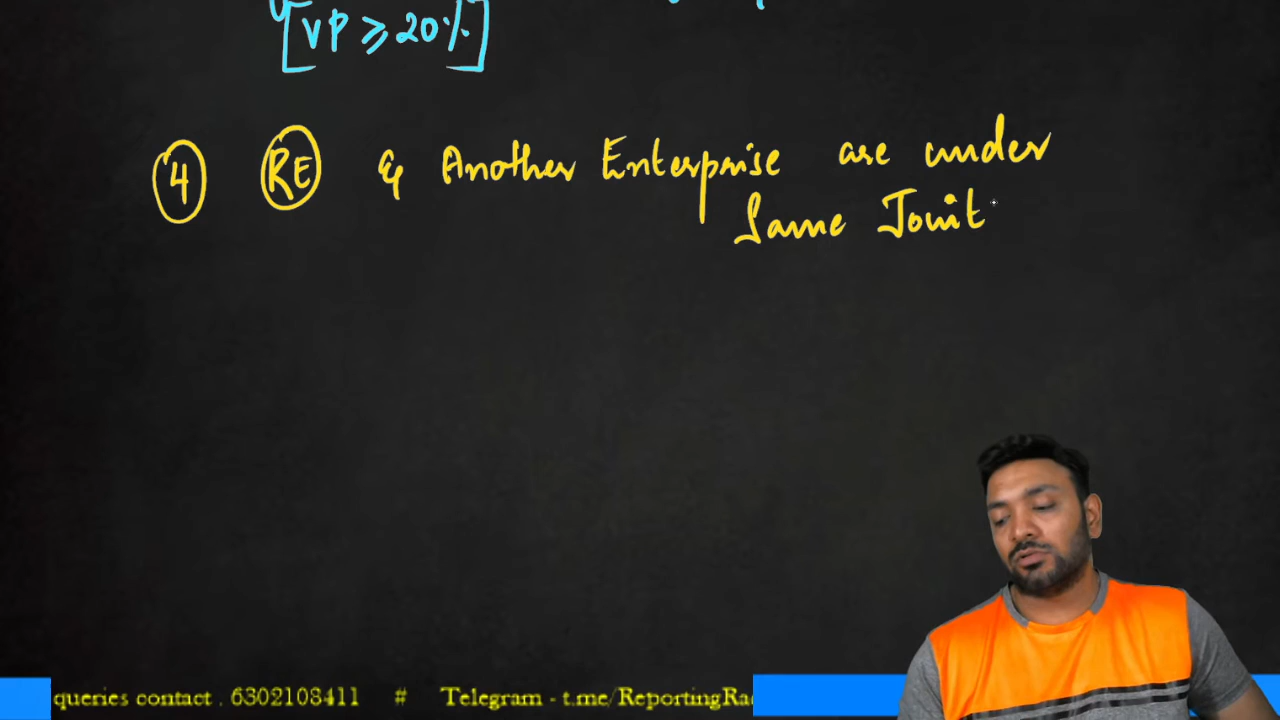 [VP ⩾ 20%]
④ RE & Another Enterprise are under
Same Joint
queries contact . 6302108411 # Telegram - t.me/ReportingRa